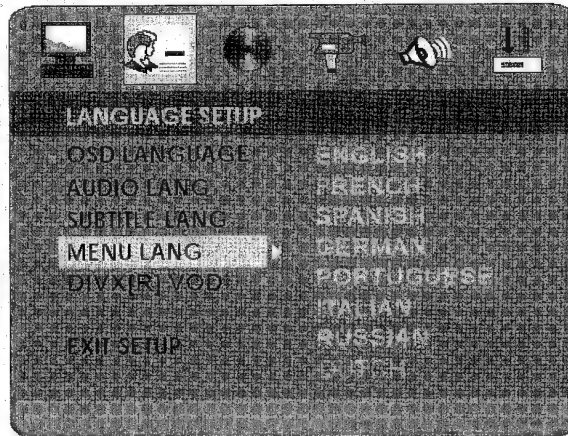 LANGUAGE SETUP
OSD LANGUAGE
AUDIO LANG
SUBTITLE LANG
MENU LANG
DIVX[R] VOD
EXIT SETUP
ENGLISH
FRENCH
SPANISH
GERMAN
PORTUGUESE
ITALIAN
RUSSIAN
DUTCH